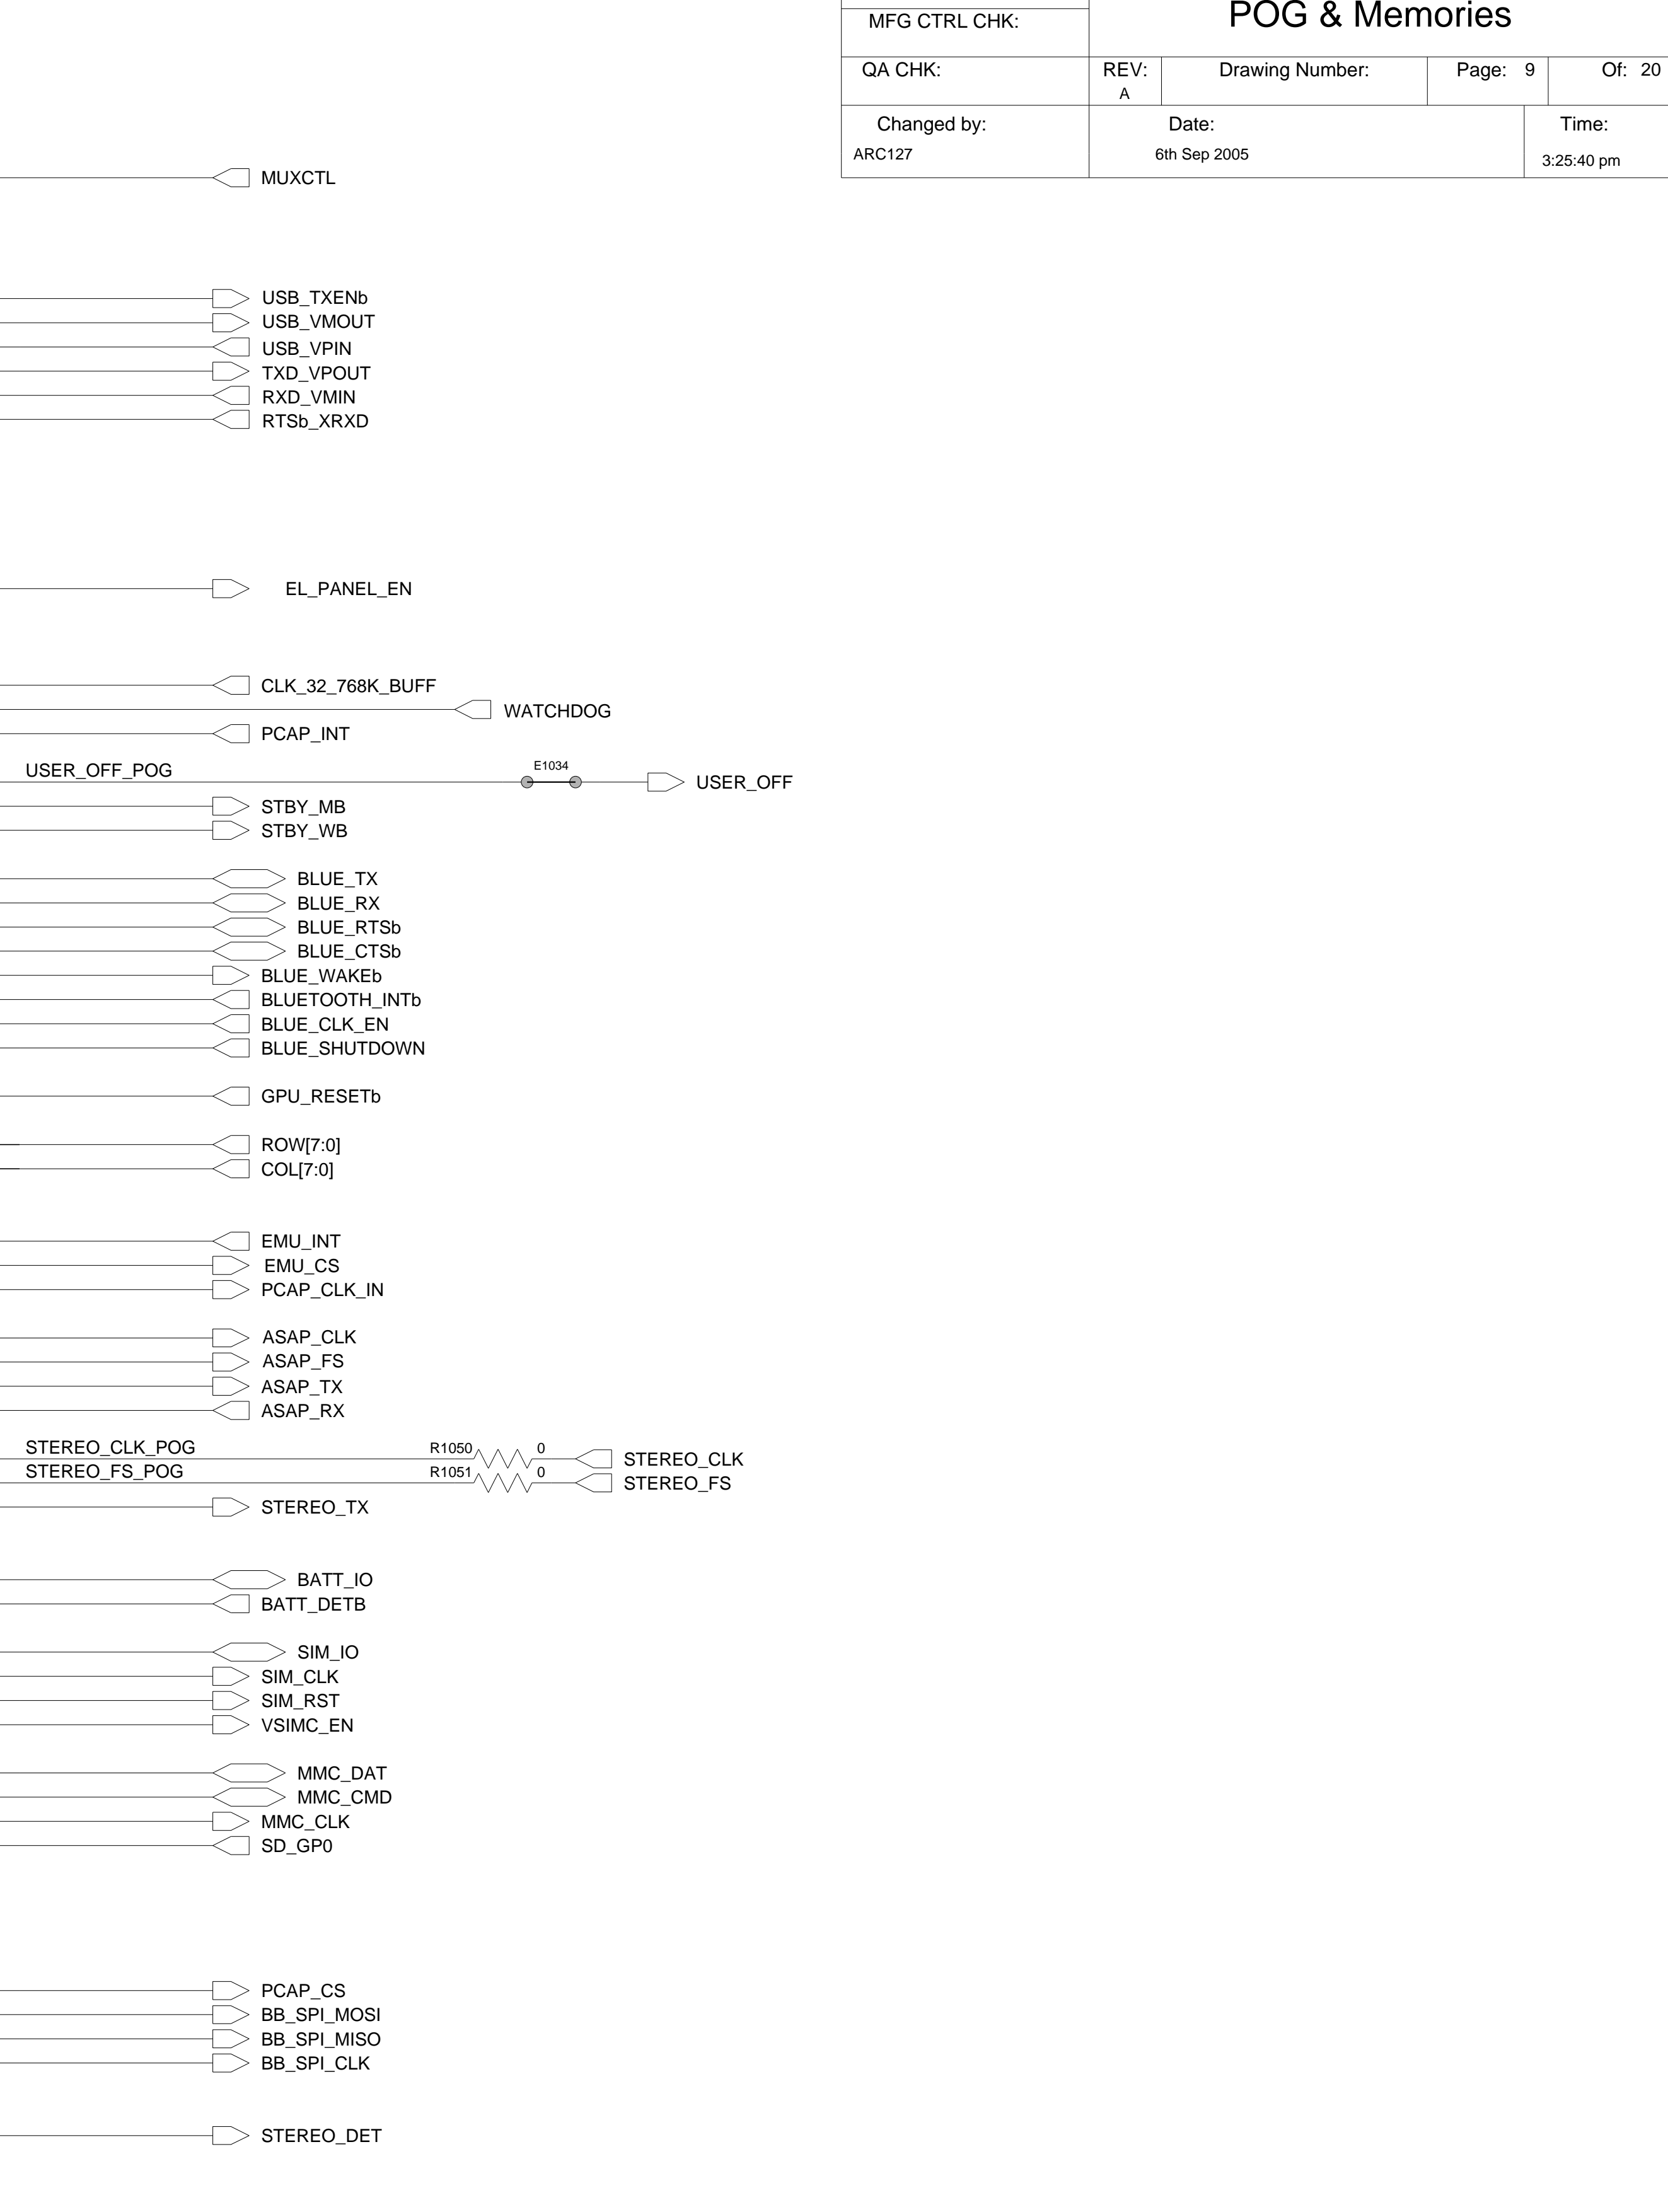 POG & Memories
MFG CTRL CHK:
QA CHK:
REV:
Drawing Number:
Page: 9
Of: 20
A
Changed by:
Date:
Time:
ARC127
6th Sep 2005
3:25:40 pm
MUXCTL
USB_TXENb
USB_VMOUT
USB_VPIN
TXD_VPOUT
RXD_VMIN
RTSb_XRXD
EL_PANEL_EN
CLK_32_768K_BUFF
WATCHDOG
PCAP_INT
USER_OFF_POG
E1034
USER_OFF
STBY_MB
STBY_WB
BLUE_TX
BLUE_RX
BLUE_RTSb
BLUE_CTSb
BLUE_WAKEb
BLUETOOTH_INTb
BLUE_CLK_EN
BLUE_SHUTDOWN
GPU_RESETb
ROW[7:0]
COL[7:0]
EMU_INT
EMU_CS
PCAP_CLK_IN
ASAP_CLK
ASAP_FS
ASAP_TX
ASAP_RX
STEREO_CLK_POG
R1050
0
STEREO_CLK
STEREO_FS_POG
R1051
0
STEREO_FS
STEREO_TX
BATT_IO
BATT_DETB
SIM_IO
SIM_CLK
SIM_RST
VSIMC_EN
MMC_DAT
MMC_CMD
MMC_CLK
SD_GP0
PCAP_CS
BB_SPI_MOSI
BB_SPI_MISO
BB_SPI_CLK
STEREO_DET